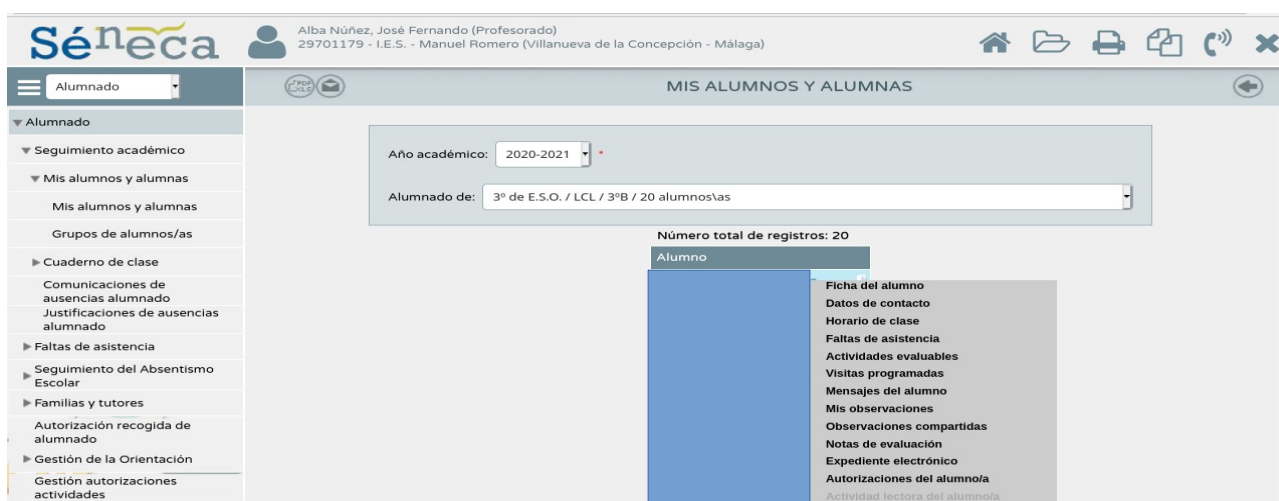 Séneca
Alba Núñez, José Fernando (Profesorado)
29701179 - I.E.S. - Manuel Romero (Villanueva de la Concepción - Málaga)
Alumnado
PDF
XLS
MIS ALUMNOS Y ALUMNAS
Alumnado
Seguimiento académico
Mis alumnos y alumnas
Mis alumnos y alumnas
Grupos de alumnos/as
Cuaderno de clase
Comunicaciones de
ausencias alumnado
Justificaciones de ausencias
alumnado
Faltas de asistencia
Seguimiento del Absentismo
Escolar
Familias y tutores
Autorización recogida de
alumnado
Gestión de la Orientación
Gestión autorizaciones
actividades
Año académico: 2020-2021 *
Alumnado de: 3º de E.S.O. / LCL / 3ºB / 20 alumnos\as
Número total de registros: 20
Alumno
Ficha del alumno
Datos de contacto
Horario de clase
Faltas de asistencia
Actividades evaluables
Visitas programadas
Mensajes del alumno
Mis observaciones
Observaciones compartidas
Notas de evaluación
Expediente electrónico
Autorizaciones del alumno/a
Actividad lectora del alumno/a